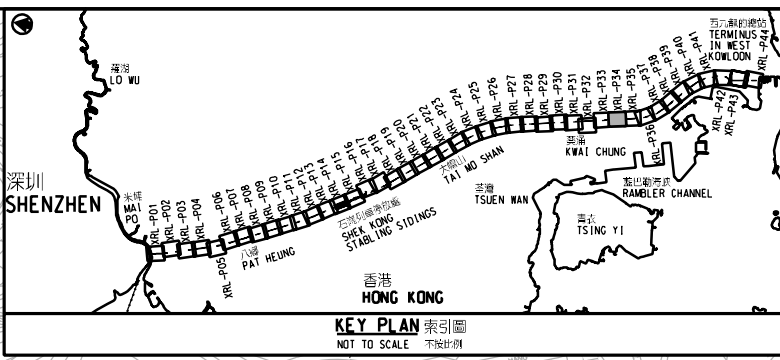 羅湖
LO WU
深圳
SHENZHEN
米埔
MAI
PO
XRL-P01
XRL-P02
XRL-P03
XRL-P04
XRL-P05
XRL-P06
XRL-P07
XRL-P08
XRL-P09
XRL-P10
XRL-P11
XRL-P12
XRL-P13
XRL-P14
XRL-P15
XRL-P16
XRL-P17
XRL-P18
XRL-P19
XRL-P20
XRL-P21
XRL-P22
XRL-P23
XRL-P24
XRL-P25
XRL-P26
XRL-P27
XRL-P28
XRL-P29
XRL-P30
XRL-P31
XRL-P32
XRL-P33
XRL-P34
XRL-P35
XRL-P36
XRL-P37
XRL-P38
XRL-P39
XRL-P40
XRL-P41
XRL-P42
XRL-P43
XRL-P44
八鄉
PAT HEUNG
SHEK KONG
STABLING SIDINGS
大帽山
TAI MO SHAN
荃灣
TSUEN WAN
葵涌
KWAI CHUNG
西九龍的總站
TERMINUS
IN WEST
KOWLOON
藍巴勒海峽
RAMBLER CHANNEL
青衣
TSING YI
香港
HONG KONG
KEY PLAN 索引圖
NOT TO SCALE 不按比例